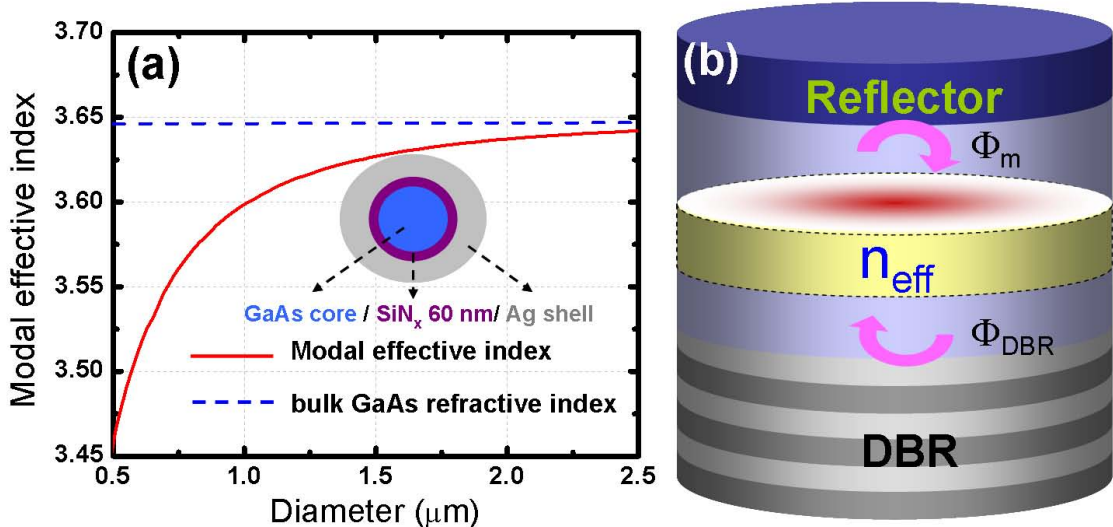 (a)
3.70
3.65
3.60
3.55
3.50
3.45
Modal effective index
GaAs core / SiNₓ 60 nm/ Ag shell
Modal effective index
bulk GaAs refractive index
0.5 1.0 1.5 2.0 2.5
Diameter (μm)
(b)
Reflector
Φm
neff
ΦDBR
DBR